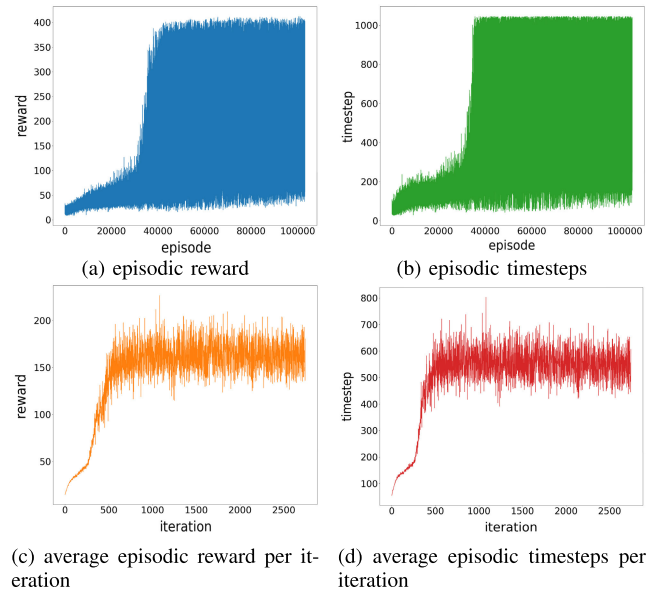 400
350
300
250
200
150
100
50
0
reward
0 20000 40000 60000 80000 100000
episode
(a) episodic reward
1000
800
600
400
200
0
timestep
0 20000 40000 60000 80000 100000
episode
(b) episodic timesteps
200
150
100
50
reward
0 500 1000 1500 2000 2500
iteration
(c) average episodic reward per it-
eration
800
700
600
500
400
300
200
100
timestep
0 500 1000 1500 2000 2500
iteration
(d) average episodic timesteps per
iteration